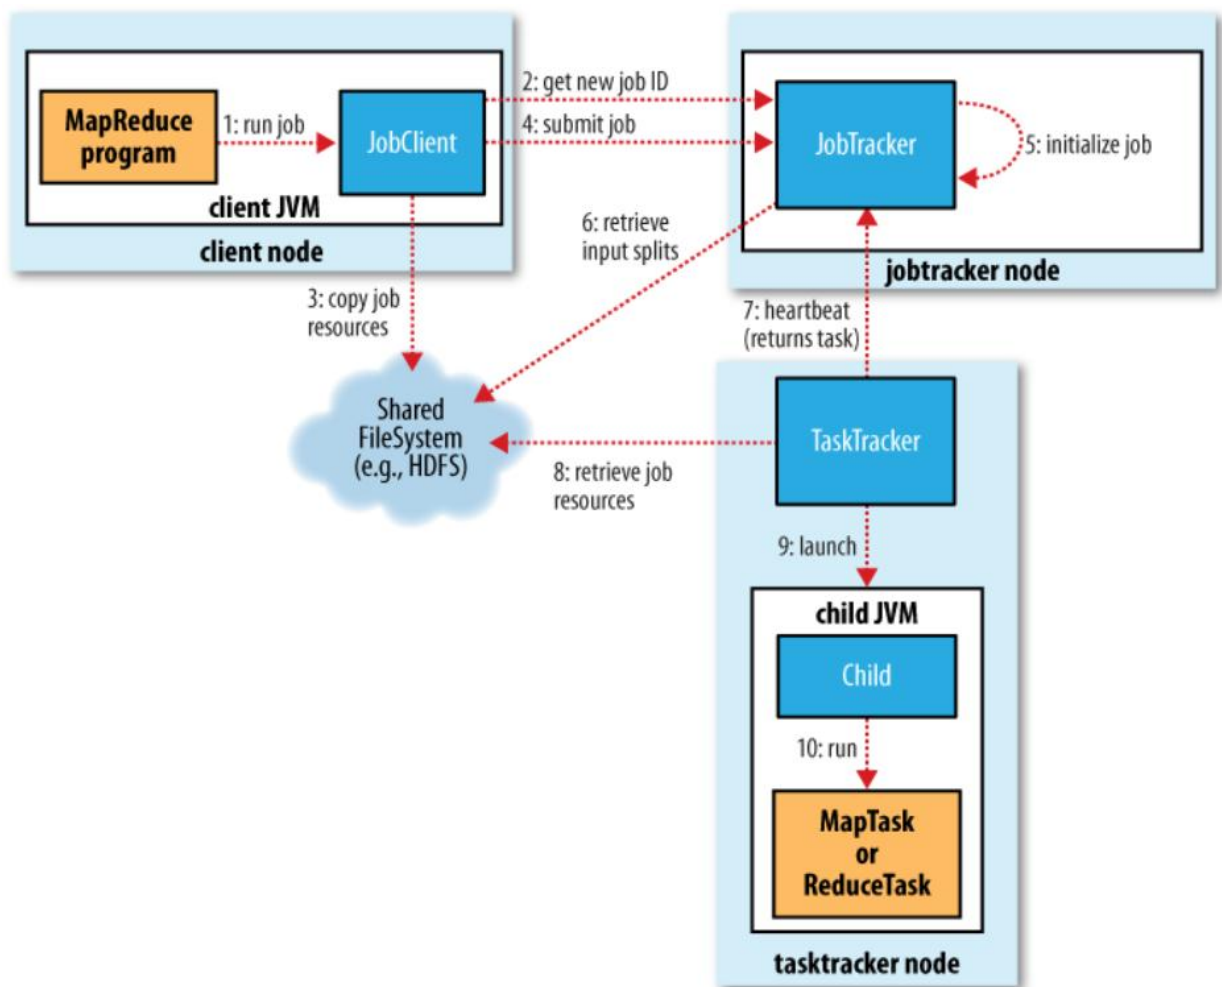 MapReduce
program
1: run job
JobClient
client JVM
client node
2: get new job ID
4: submit job
JobTracker
5: initialize job
jobtracker node
6: retrieve
input splits
3: copy job
resources
7: heartbeat
(returns task)
Shared
FileSystem
(e.g., HDFS)
TaskTracker
8: retrieve job
resources
9: launch
child JVM
Child
10: run
MapTask
or
ReduceTask
tasktracker node